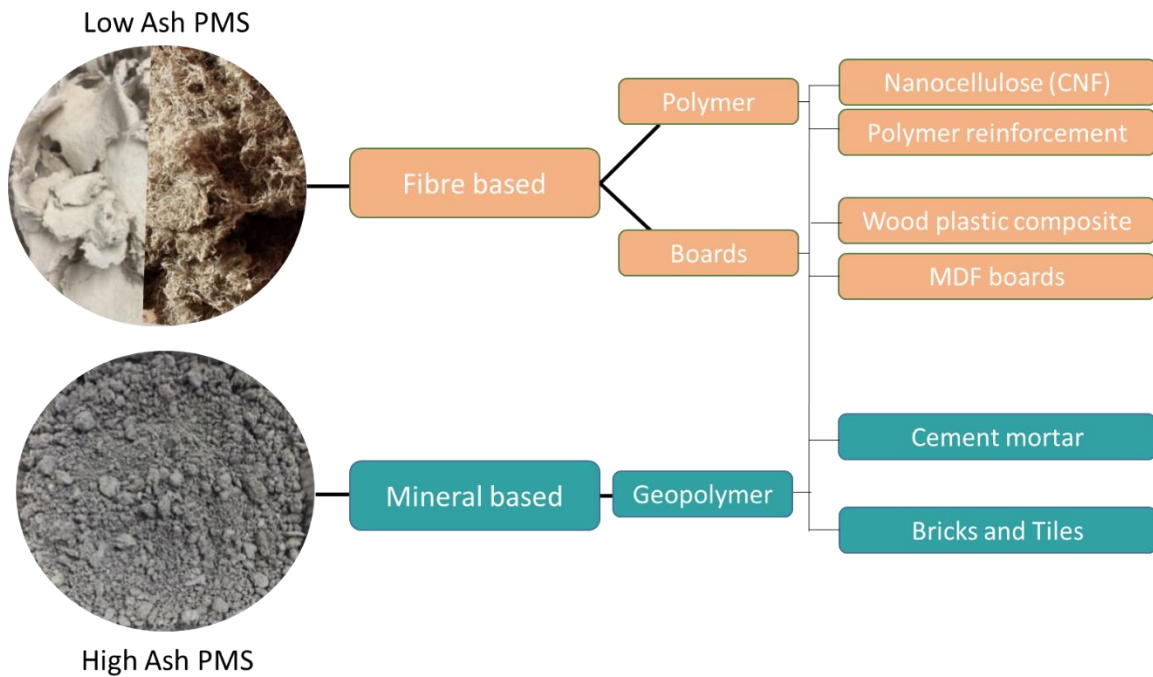 Low Ash PMS
Fibre based
Polymer
Boards
Nanocellulose (CNF)
Polymer reinforcement
Wood plastic composite
MDF boards
Mineral based
Geopolymer
Cement mortar
Bricks and Tiles
High Ash PMS